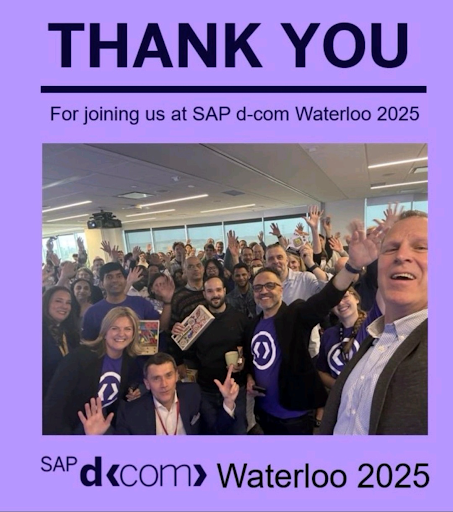 THANK YOU
For joining us at SAP d-com Waterloo 2025
SAP d‹com› Waterloo 2025